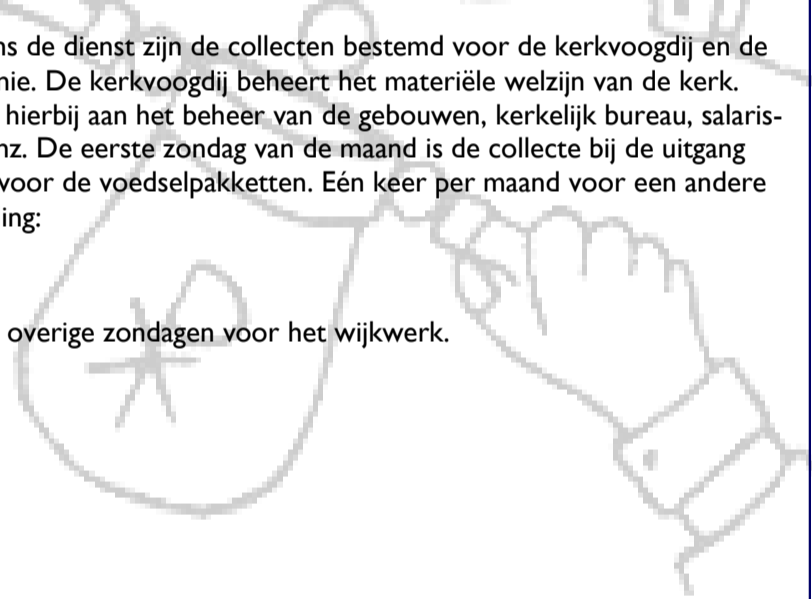 ns de dienst zijn de collecten bestemd voor de kerkvoogdij en de
nie. De kerkvoogdij beheert het materiële welzijn van de kerk.
hierbij aan het beheer van de gebouwen, kerkelijk bureau, salaris-
nz. De eerste zondag van de maand is de collecte bij de uitgang
voor de voedselpakketten. Eén keer per maand voor een andere
ing:
overige zondagen voor het wijkwerk.